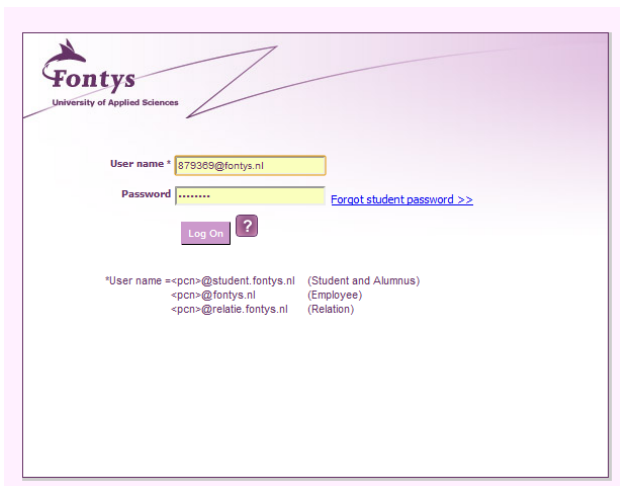 Fontys
University of Applied Sciences
User name * 879369@fontys.nl
Password •••••••• Forgot student password >>
Log On ?
*User name =<pcn>@student.fontys.nl (Student and Alumnus)
<pcn>@fontys.nl (Employee)
<pcn>@relatie.fontys.nl (Relation)